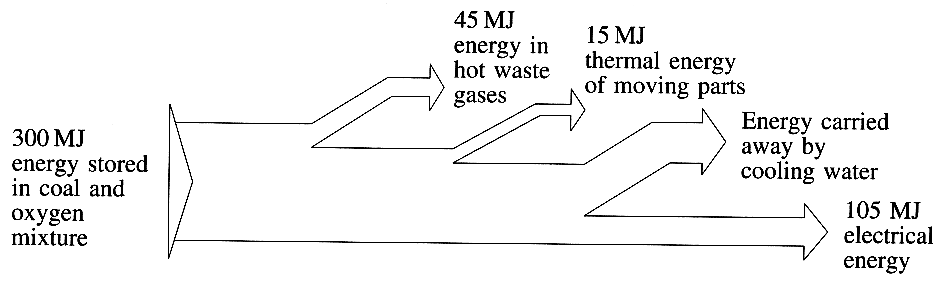 300 MJ
energy stored
in coal and
oxygen
mixture
45 MJ
energy in
hot waste
gases
15 MJ
thermal energy
of moving parts
Energy carried
away by
cooling water
105 MJ
electrical
energy